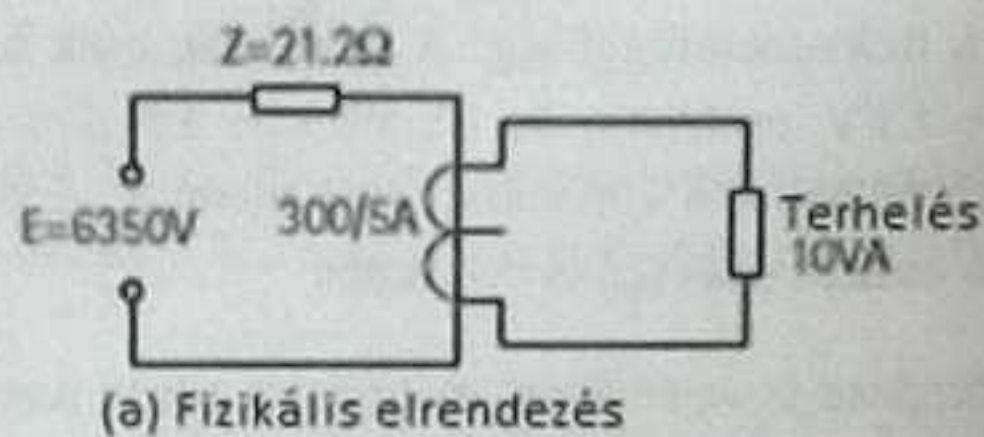 Z=21.2Ω
E=6350V
300/5A
Terhelés
10VA
(a) Fizikális elrendezés